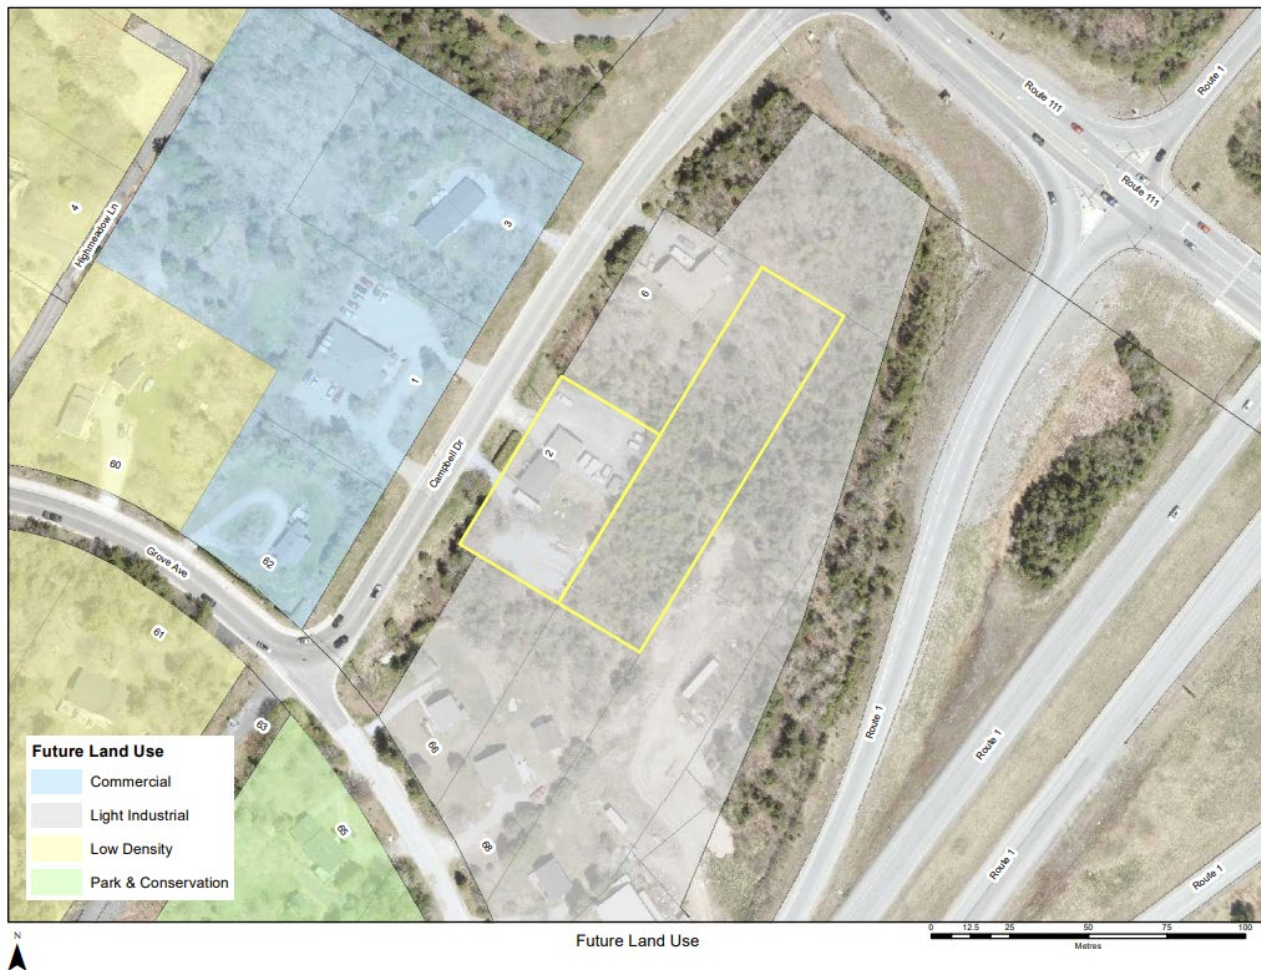 Route 1
Route 111
Route 111
4
Highmeadow Ln
3
6
1
Campbell Dr
2
60
62
Grove Ave
61
63
65
66
68
Route 1
Route 1
Route 1
Route 1
Future Land Use
Commercial
Light Industrial
Low Density
Park & Conservation
N
Future Land Use
0 12.5 25 50 75 100
Metres